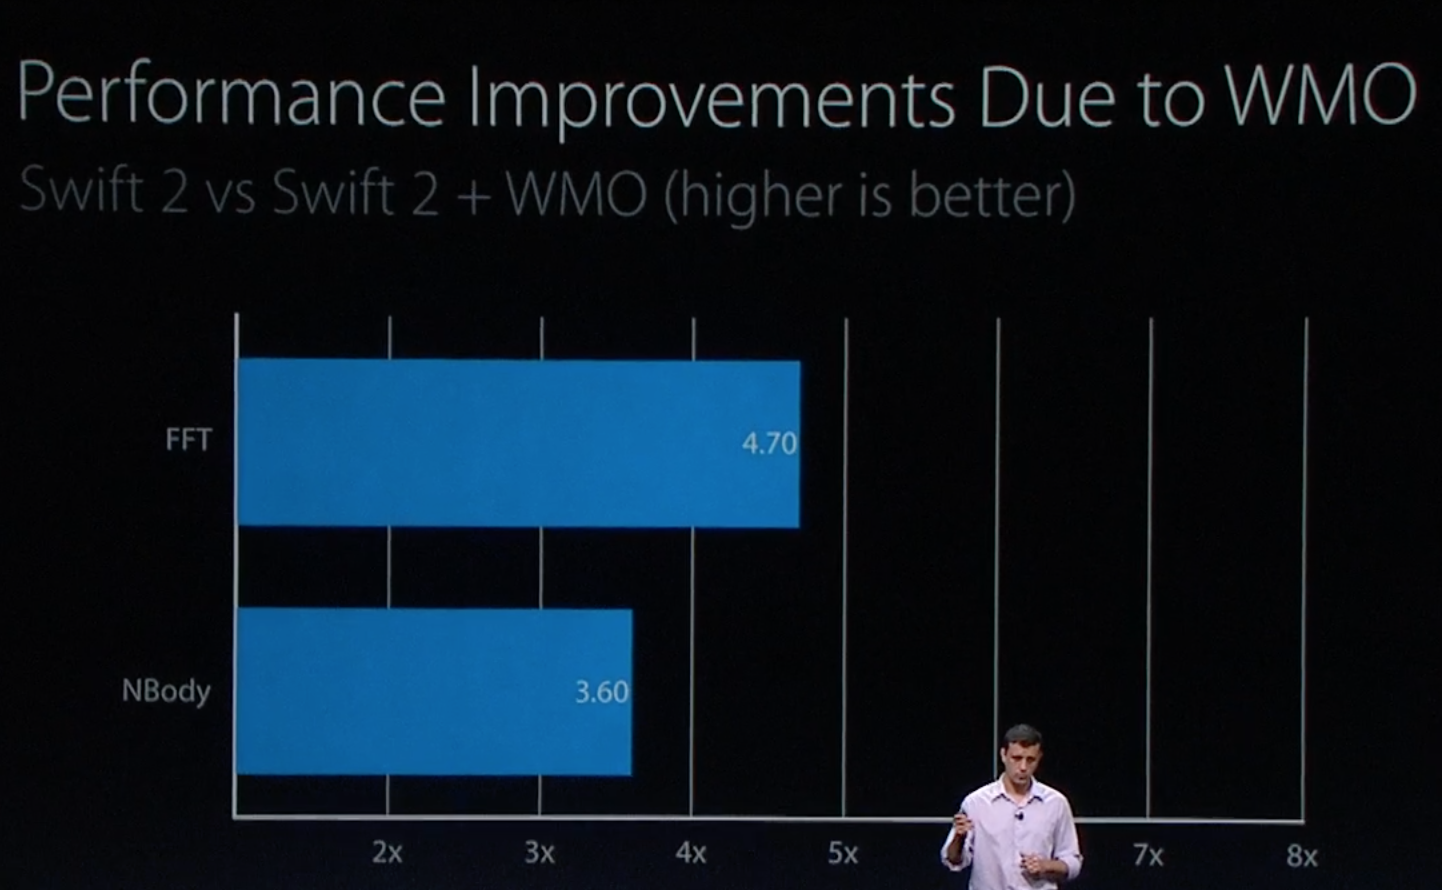 Performance Improvements Due to WMO
Swift 2 vs Swift 2 + WMO (higher is better)
FFT
4.70
NBody
3.60
2x 3x 4x 5x 7x 8x